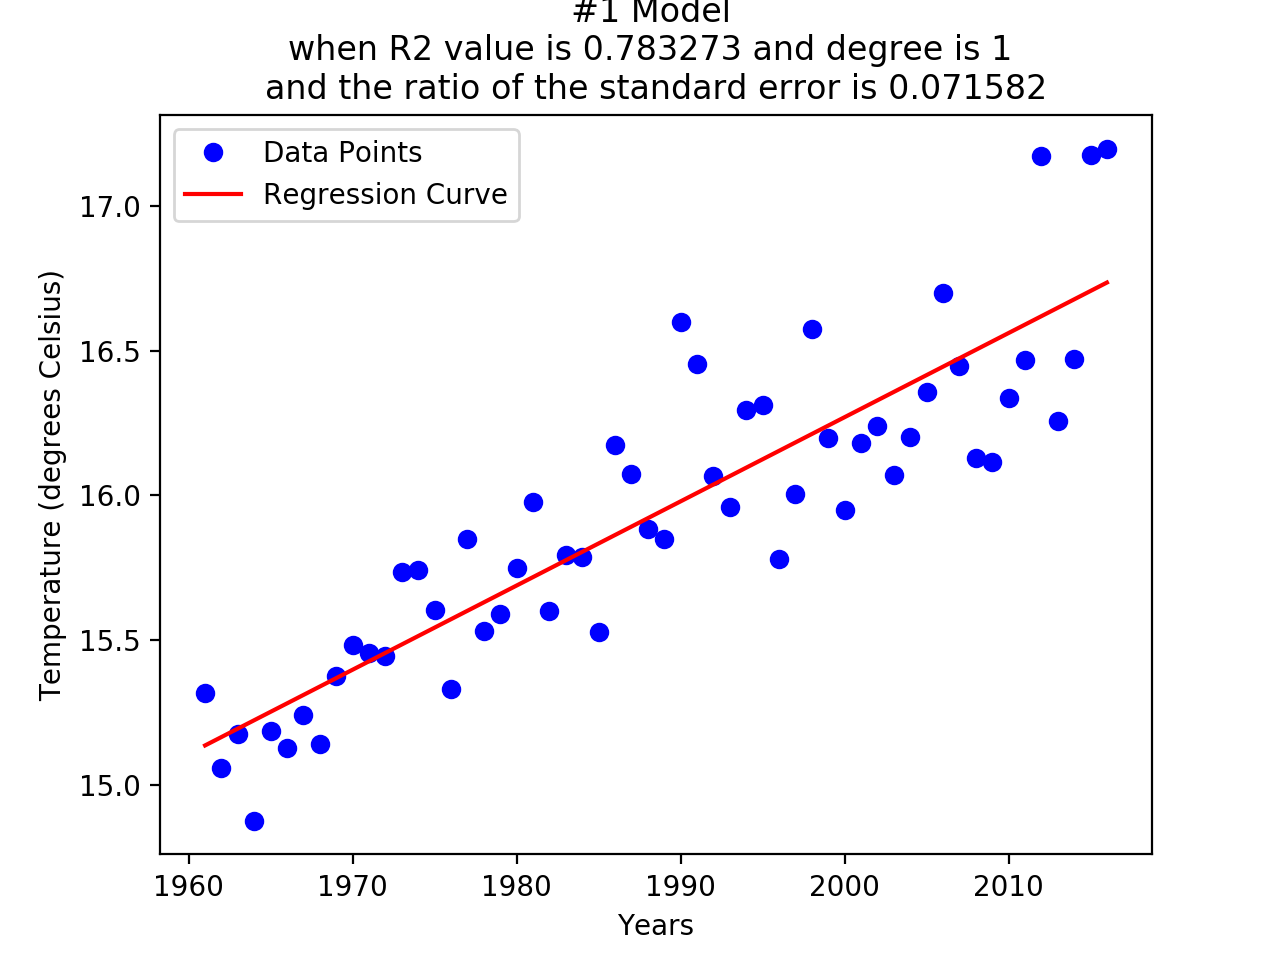 #1 Model
when R2 value is 0.783273 and degree is 1
and the ratio of the standard error is 0.071582
Data Points
Regression Curve
17.0
16.5
16.0
15.5
15.0
Temperature (degrees Celsius)
1960 1970 1980 1990 2000 2010
Years